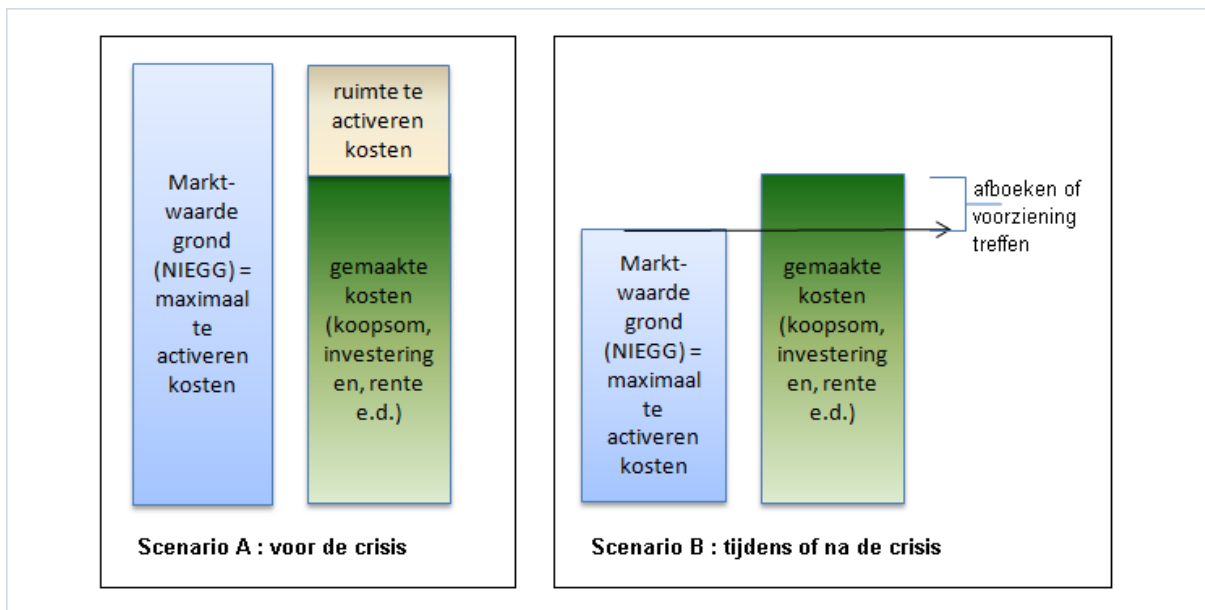 Markt-
waarde
grond
(NIEGG) =
maximaal
te
activeren
kosten
ruimte te
activeren
kosten
gemaakte
kosten
(koopsom,
investering
en, rente
e.d.)
Scenario A : voor de crisis
Markt-
waarde
grond
(NIEGG) =
maximaal
te
activeren
kosten
gemaakte
kosten
(koopsom,
investering
en, rente
e.d.)
afboeken of
voorziening
treffen
Scenario B : tijdens of na de crisis